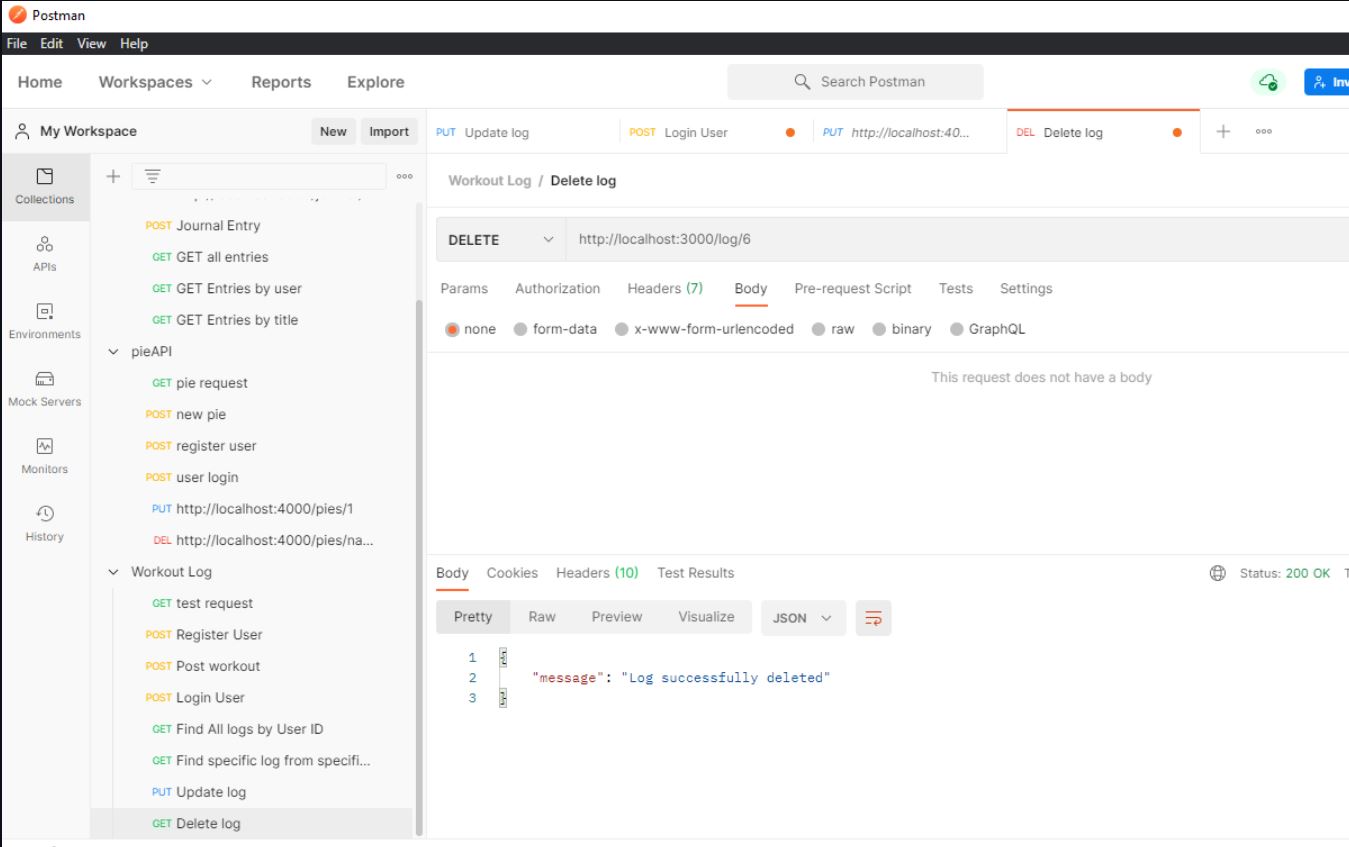 Postman
File Edit View Help
Home Workspaces Reports Explore Search Postman Inv
My Workspace New Import
PUT Update log POST Login User PUT http://localhost:40... DEL Delete log
Collections
APIs
Environments
Mock Servers
Monitors
History
POST Journal Entry
GET GET all entries
GET GET Entries by user
GET GET Entries by title
pieAPI
GET pie request
POST new pie
POST register user
POST user login
PUT http://localhost:4000/pies/1
DEL http://localhost:4000/pies/na...
Workout Log
GET test request
POST Register User
POST Post workout
POST Login User
GET Find All logs by User ID
GET Find specific log from specifi...
PUT Update log
GET Delete log
Workout Log / Delete log
DELETE http://localhost:3000/log/6
Params Authorization Headers (7) Body Pre-request Script Tests Settings
none form-data x-www-form-urlencoded raw binary GraphQL
This request does not have a body
Body Cookies Headers (10) Test Results Status: 200 OK T
Pretty Raw Preview Visualize JSON
1 {
2 "message": "Log successfully deleted"
3 }